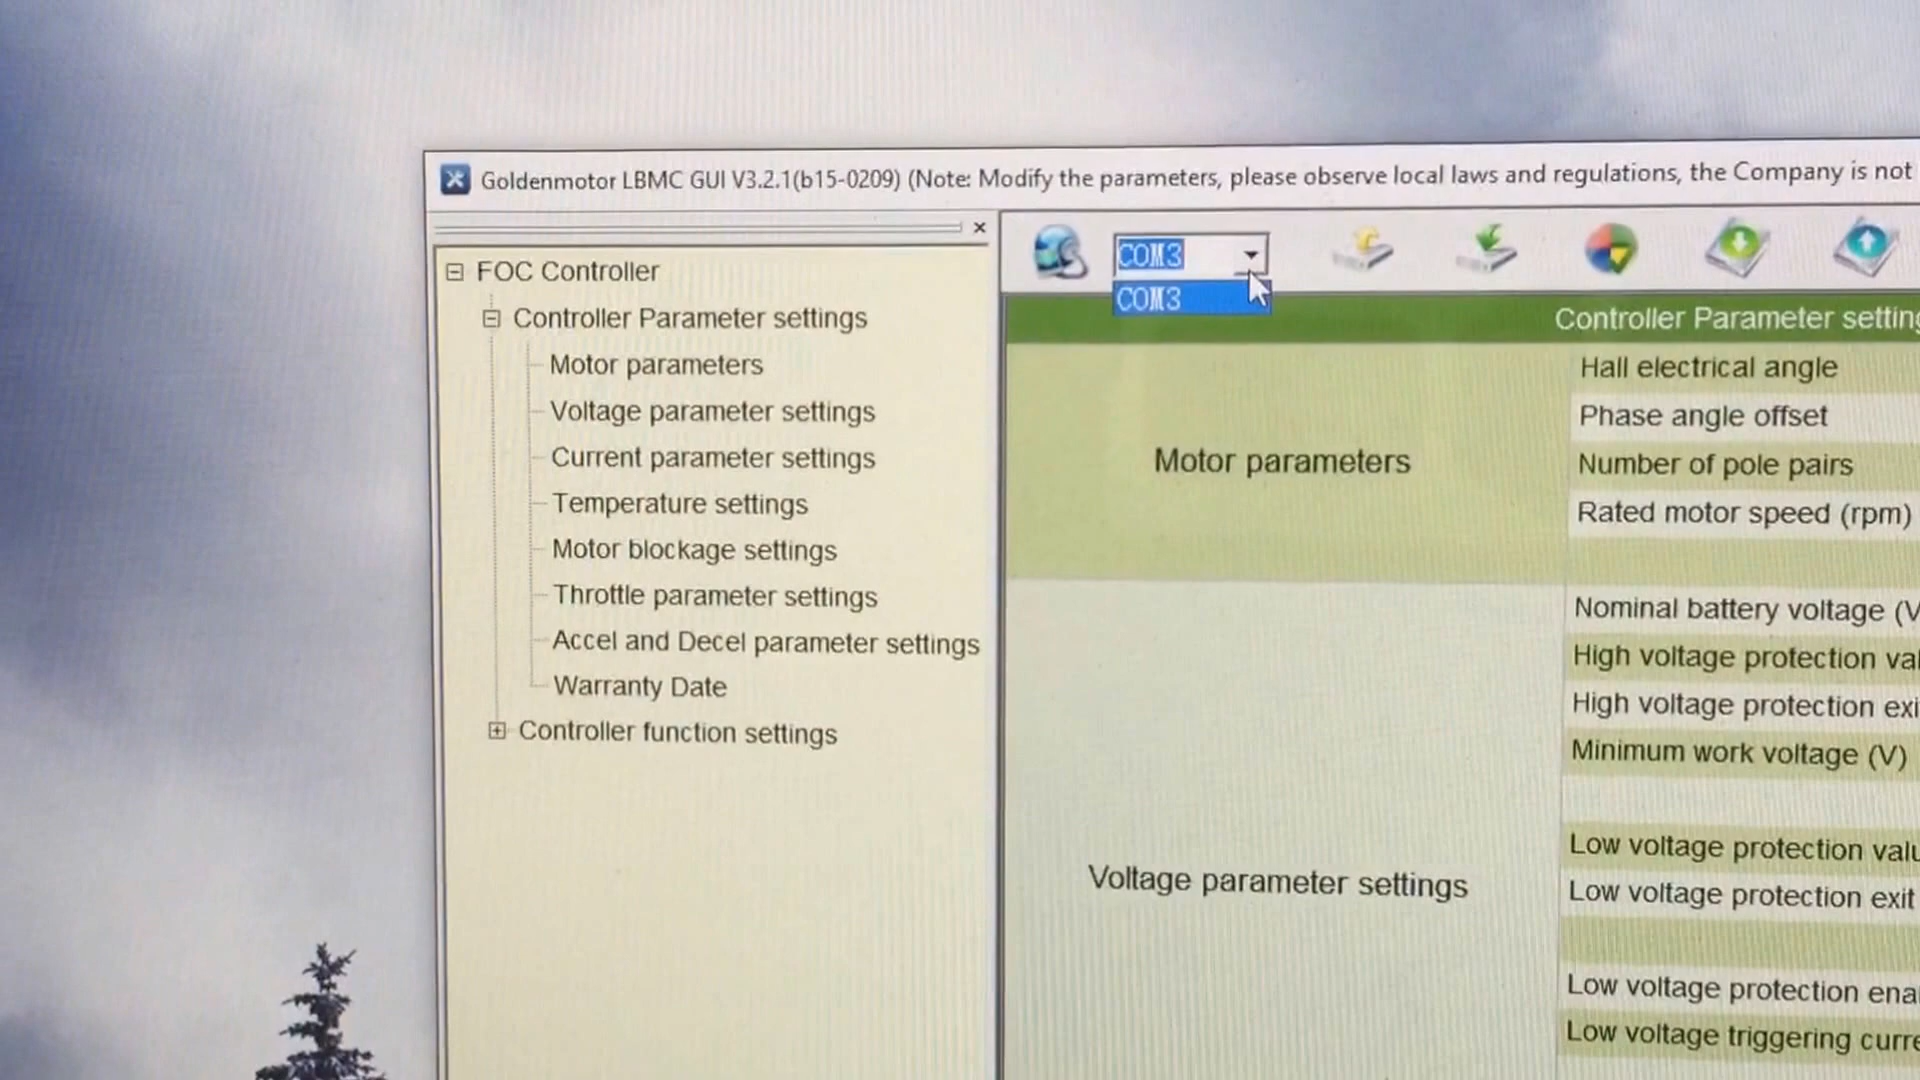 Goldenmotor LBMC GUI V3.2.1(b15-0209) (Note: Modify the parameters, please observe local laws and regulations, the Company is not
COM3
COM3
FOC Controller
Controller Parameter settings
Motor parameters
Voltage parameter settings
Current parameter settings
Temperature settings
Motor blockage settings
Throttle parameter settings
Accel and Decel parameter settings
Warranty Date
Controller function settings
Controller Parameter setting
Motor parameters
Hall electrical angle
Phase angle offset
Number of pole pairs
Rated motor speed (rpm)
Voltage parameter settings
Nominal battery voltage (V
High voltage protection val
High voltage protection exi
Minimum work voltage (V)
Low voltage protection valu
Low voltage protection exit
Low voltage protection ena
Low voltage triggering curre